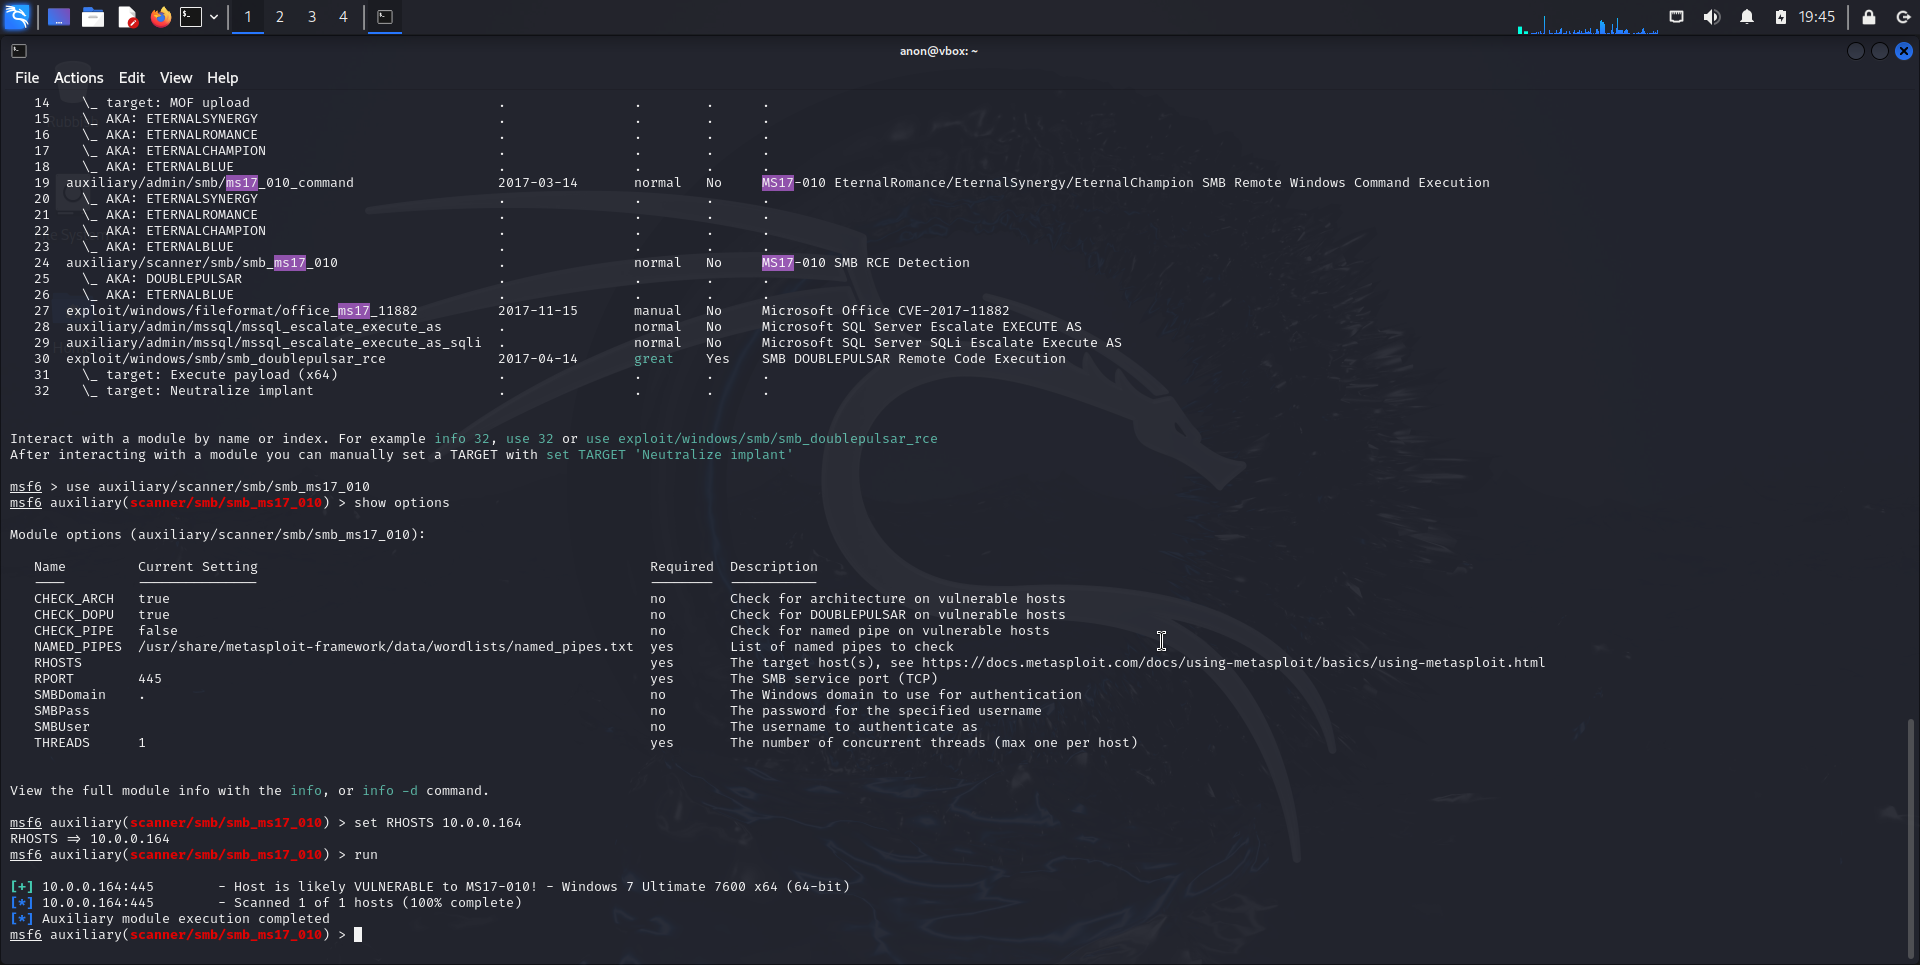 1 2 3 4 19:45
anon@vbox: ~
File Actions Edit View Help
14 \_ target: MOF upload . . . .
15 \_ AKA: ETERNALSYNERGY . . . .
16 \_ AKA: ETERNALROMANCE . . . .
17 \_ AKA: ETERNALCHAMPION . . . .
18 \_ AKA: ETERNALBLUE . . . .
19 auxiliary/admin/smb/ms17_010_command 2017-03-14 normal No MS17-010 EternalRomance/EternalSynergy/EternalChampion SMB Remote Windows Command Execution
20 \_ AKA: ETERNALSYNERGY . . . .
21 \_ AKA: ETERNALROMANCE . . . .
22 \_ AKA: ETERNALCHAMPION . . . .
23 \_ AKA: ETERNALBLUE . . . .
24 auxiliary/scanner/smb/smb_ms17_010 . normal No MS17-010 SMB RCE Detection
25 \_ AKA: DOUBLEPULSAR . . . .
26 \_ AKA: ETERNALBLUE . . . .
27 exploit/windows/fileformat/office_ms17_11882 2017-11-15 manual No Microsoft Office CVE-2017-11882
28 auxiliary/admin/mssql/mssql_escalate_execute_as . normal No Microsoft SQL Server Escalate EXECUTE AS
29 auxiliary/admin/mssql/mssql_escalate_execute_as_sqli . normal No Microsoft SQL Server SQLi Escalate Execute AS
30 exploit/windows/smb/smb_doublepulsar_rce 2017-04-14 great Yes SMB DOUBLEPULSAR Remote Code Execution
31 \_ target: Execute payload (x64) . . . .
32 \_ target: Neutralize implant . . . .
Interact with a module by name or index. For example info 32, use 32 or use exploit/windows/smb/smb_doublepulsar_rce
After interacting with a module you can manually set a TARGET with set TARGET 'Neutralize implant'
msf6 > use auxiliary/scanner/smb/smb_ms17_010
msf6 auxiliary(scanner/smb/smb_ms17_010) > show options
Module options (auxiliary/scanner/smb/smb_ms17_010):
Name Current Setting Required Description
CHECK_ARCH true no Check for architecture on vulnerable hosts
CHECK_DOPU true no Check for DOUBLEPULSAR on vulnerable hosts
CHECK_PIPE false no Check for named pipe on vulnerable hosts
NAMED_PIPES /usr/share/metasploit-framework/data/wordlists/named_pipes.txt yes List of named pipes to check
RHOSTS yes The target host(s), see https://docs.metasploit.com/docs/using-metasploit/basics/using-metasploit.html
RPORT 445 yes The SMB service port (TCP)
SMBDomain . no The Windows domain to use for authentication
SMBPass no The password for the specified username
SMBUser no The username to authenticate as
THREADS 1 yes The number of concurrent threads (max one per host)
View the full module info with the info, or info -d command.
msf6 auxiliary(scanner/smb/smb_ms17_010) > set RHOSTS 10.0.0.164
RHOSTS => 10.0.0.164
msf6 auxiliary(scanner/smb/smb_ms17_010) > run
[+] 10.0.0.164:445 - Host is likely VULNERABLE to MS17-010! - Windows 7 Ultimate 7600 x64 (64-bit)
[*] 10.0.0.164:445 - Scanned 1 of 1 hosts (100% complete)
[*] Auxiliary module execution completed
msf6 auxiliary(scanner/smb/smb_ms17_010) >